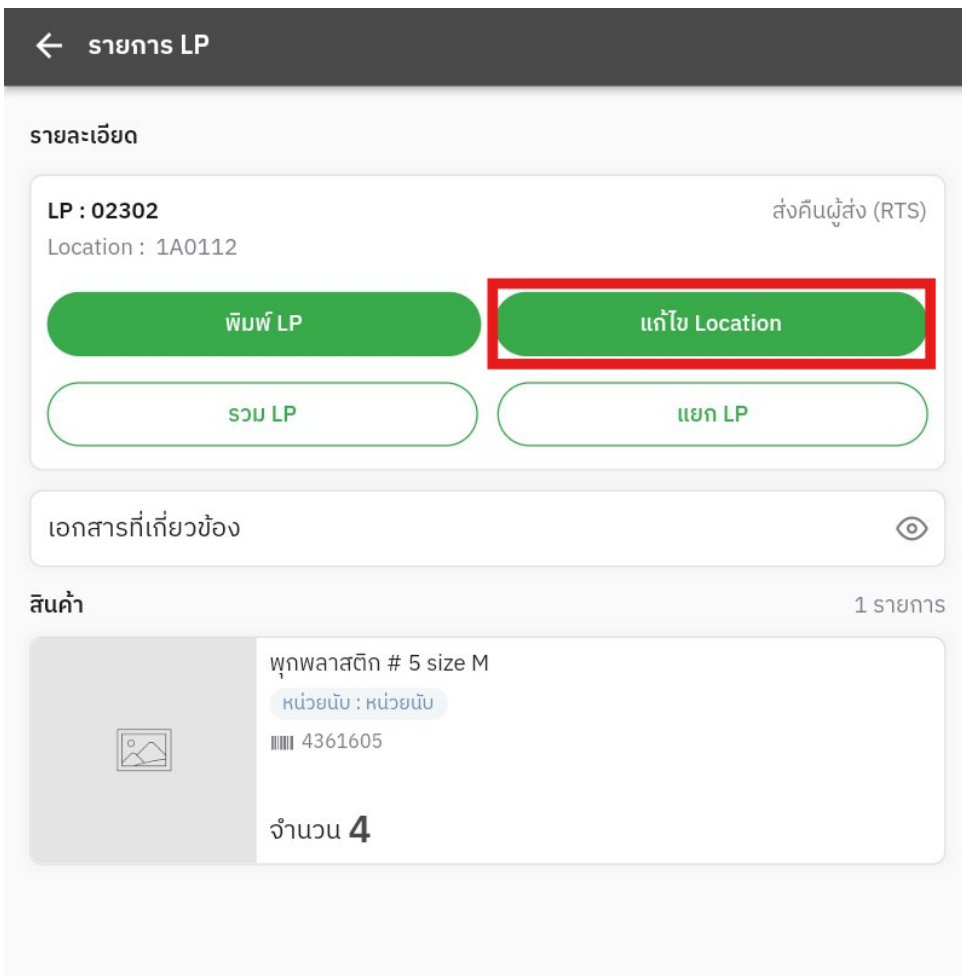 รายการ LP
รายละเอียด
LP : 02302
ส่งคืนผู้ส่ง (RTS)
Location : 1A0112
พิมพ์ LP
แก้ไข Location
รวม LP
แยก LP
เอกสารที่เกี่ยวข้อง
สินค้า
1 รายการ
พุกพลาสติก # 5 size M
หน่วยนับ : หน่วยนับ
4361605
จำนวน 4